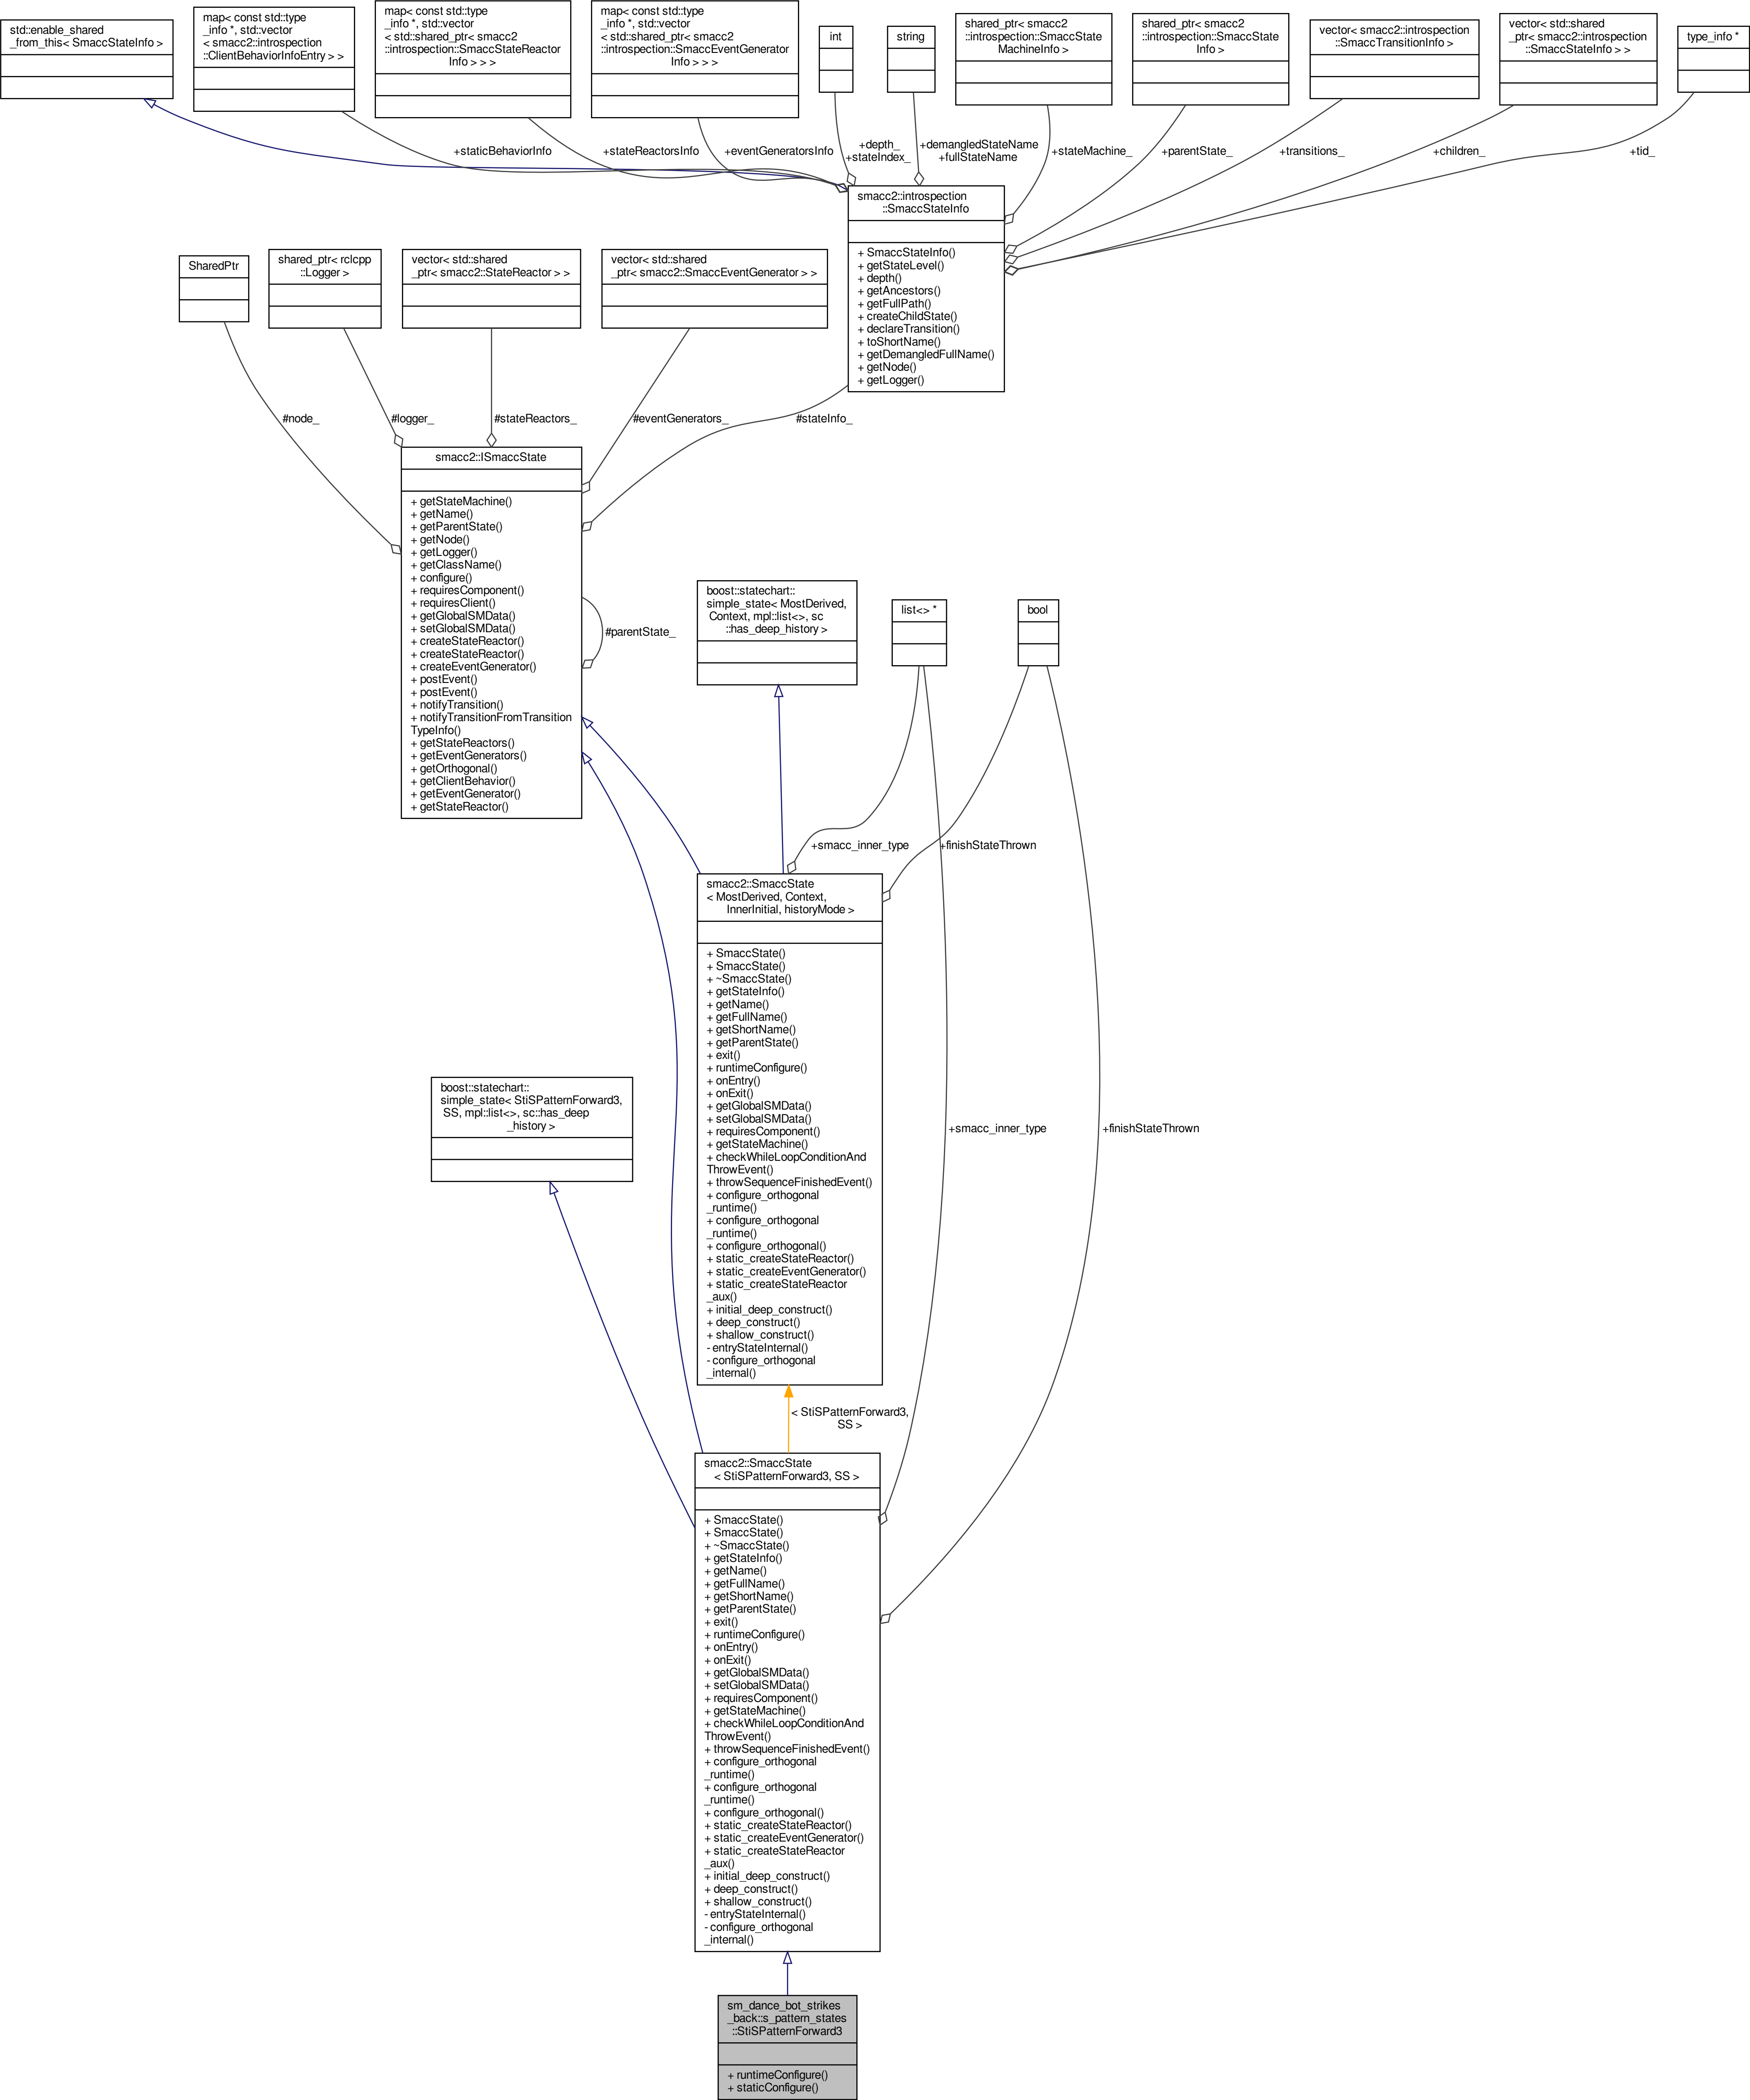 std::enable_shared
_from_this< SmaccStateInfo >
map< const std::type
_info *, std::vector
< smacc2::introspection
::ClientBehaviorInfoEntry > >
map< const std::type
_info *, std::vector
< std::shared_ptr< smacc2
::introspection::SmaccStateReactor
Info > > >
map< const std::type
_info *, std::vector
< std::shared_ptr< smacc2
::introspection::SmaccEventGenerator
Info > > >
int
string
shared_ptr< smacc2
::introspection::SmaccState
MachineInfo >
shared_ptr< smacc2
::introspection::SmaccState
Info >
vector< smacc2::introspection
::SmaccTransitionInfo >
vector< std::shared
_ptr< smacc2::introspection
::SmaccStateInfo > >
type_info *
+staticBehaviorInfo
+stateReactorsInfo
+eventGeneratorsInfo
+depth_
+stateIndex_
+demangledStateName
+fullStateName
+stateMachine_
+parentState_
+transitions_
+children_
+tid_
smacc2::introspection
::SmaccStateInfo
+ SmaccStateInfo()
+ getStateLevel()
+ depth()
+ getAncestors()
+ getFullPath()
+ createChildState()
+ declareTransition()
+ toShortName()
+ getDemangledFullName()
+ getNode()
+ getLogger()
SharedPtr
shared_ptr< rclcpp
::Logger >
vector< std::shared
_ptr< smacc2::StateReactor > >
vector< std::shared
_ptr< smacc2::SmaccEventGenerator > >
#node_
#logger_
#stateReactors_
#eventGenerators_
#stateInfo_
smacc2::ISmaccState
+ getStateMachine()
+ getName()
+ getParentState()
+ getNode()
+ getLogger()
+ getClassName()
+ configure()
+ requiresComponent()
+ requiresClient()
+ getGlobalSMData()
+ setGlobalSMData()
+ createStateReactor()
+ createStateReactor()
+ createEventGenerator()
+ postEvent()
+ postEvent()
+ notifyTransition()
+ notifyTransitionFromTransition
TypeInfo()
+ getStateReactors()
+ getEventGenerators()
+ getOrthogonal()
+ getClientBehavior()
+ getEventGenerator()
+ getStateReactor()
#parentState_
boost::statechart::
simple_state< MostDerived,
Context, mpl::list<>, sc
::has_deep_history >
list<> *
bool
+smacc_inner_type
+finishStateThrown
smacc2::SmaccState
< MostDerived, Context,
InnerInitial, historyMode >
+ SmaccState()
+ SmaccState()
+ ~SmaccState()
+ getStateInfo()
+ getName()
+ getFullName()
+ getShortName()
+ getParentState()
+ exit()
+ runtimeConfigure()
+ onEntry()
+ onExit()
+ getGlobalSMData()
+ setGlobalSMData()
+ requiresComponent()
+ getStateMachine()
+ checkWhileLoopConditionAnd
ThrowEvent()
+ throwSequenceFinishedEvent()
+ configure_orthogonal
_runtime()
+ configure_orthogonal
_runtime()
+ configure_orthogonal()
+ static_createStateReactor()
+ static_createEventGenerator()
+ static_createStateReactor
_aux()
+ initial_deep_construct()
+ deep_construct()
+ shallow_construct()
- entryStateInternal()
- configure_orthogonal
_internal()
boost::statechart::
simple_state< StiSPatternForward3,
SS, mpl::list<>, sc::has_deep
_history >
+smacc_inner_type
+finishStateThrown
< StiSPatternForward3,
SS >
smacc2::SmaccState
< StiSPatternForward3, SS >
+ SmaccState()
+ SmaccState()
+ ~SmaccState()
+ getStateInfo()
+ getName()
+ getFullName()
+ getShortName()
+ getParentState()
+ exit()
+ runtimeConfigure()
+ onEntry()
+ onExit()
+ getGlobalSMData()
+ setGlobalSMData()
+ requiresComponent()
+ getStateMachine()
+ checkWhileLoopConditionAnd
ThrowEvent()
+ throwSequenceFinishedEvent()
+ configure_orthogonal
_runtime()
+ configure_orthogonal
_runtime()
+ configure_orthogonal()
+ static_createStateReactor()
+ static_createEventGenerator()
+ static_createStateReactor
_aux()
+ initial_deep_construct()
+ deep_construct()
+ shallow_construct()
- entryStateInternal()
- configure_orthogonal
_internal()
sm_dance_bot_strikes
_back::s_pattern_states
::StiSPatternForward3
+ runtimeConfigure()
+ staticConfigure()